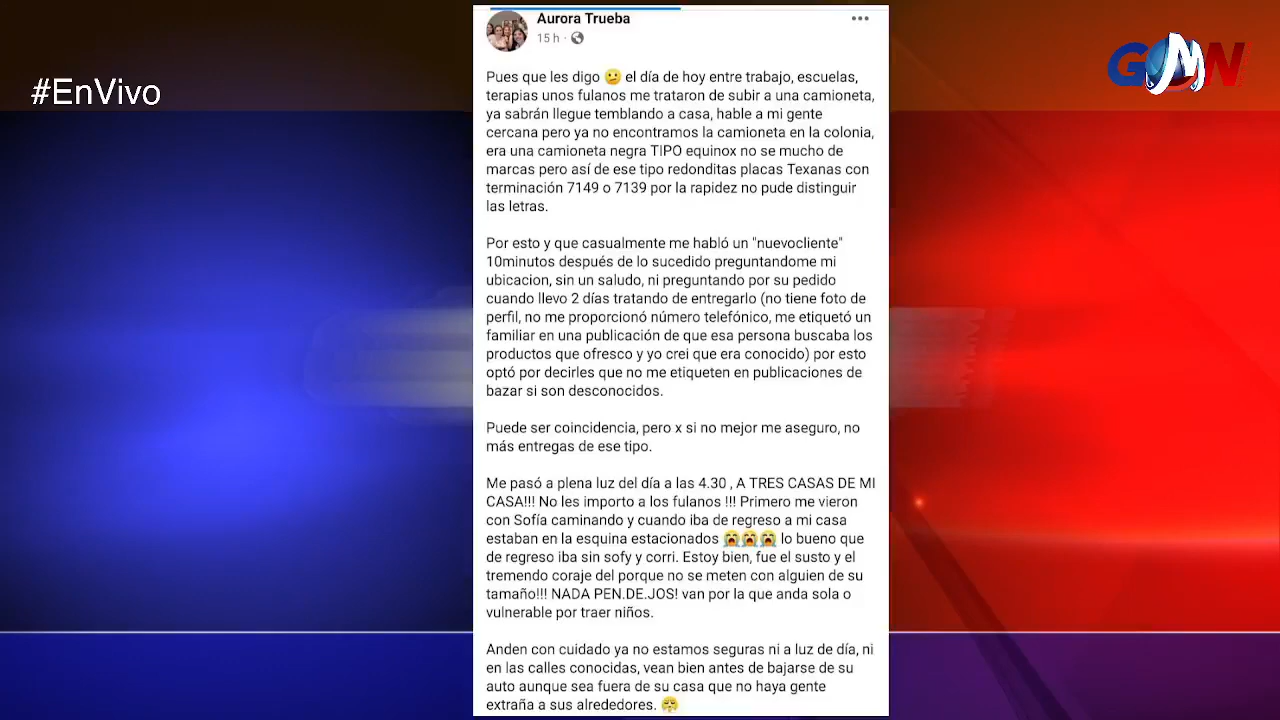 #EnVivo
GMN
Aurora Trueba
15 h ·
Pues que les digo 🫤 el día de hoy entre trabajo, escuelas,
terapias unos fulanos me trataron de subir a una camioneta,
ya sabrán llegue temblando a casa, hable a mi gente
cercana pero ya no encontramos la camioneta en la colonia,
era una camioneta negra TIPO equinox no se mucho de
marcas pero así de ese tipo redonditas placas Texanas con
terminación 7149 o 7139 por la rapidez no pude distinguir
las letras.
Por esto y que casualmente me habló un "nuevocliente"
10minutos después de lo sucedido preguntandome mi
ubicacion, sin un saludo, ni preguntando por su pedido
cuando llevo 2 días tratando de entregarlo (no tiene foto de
perfil, no me proporcionó número telefónico, me etiquetó un
familiar en una publicación de que esa persona buscaba los
productos que ofresco y yo crei que era conocido) por esto
optó por decirles que no me etiqueten en publicaciones de
bazar si son desconocidos.
Puede ser coincidencia, pero x si no mejor me aseguro, no
más entregas de ese tipo.
Me pasó a plena luz del día a las 4.30 , A TRES CASAS DE MI
CASA!!! No les importo a los fulanos !!! Primero me vieron
con Sofía caminando y cuando iba de regreso a mi casa
estaban en la esquina estacionados 😭😭😭 lo bueno que
de regreso iba sin sofy y corri. Estoy bien, fue el susto y el
tremendo coraje del porque no se meten con alguien de su
tamaño!!! NADA PEN.DE.JOS! van por la que anda sola o
vulnerable por traer niños.
Anden con cuidado ya no estamos seguras ni a luz de día, ni
en las calles conocidas, vean bien antes de bajarse de su
auto aunque sea fuera de su casa que no haya gente
extraña a sus alrededores. 😤